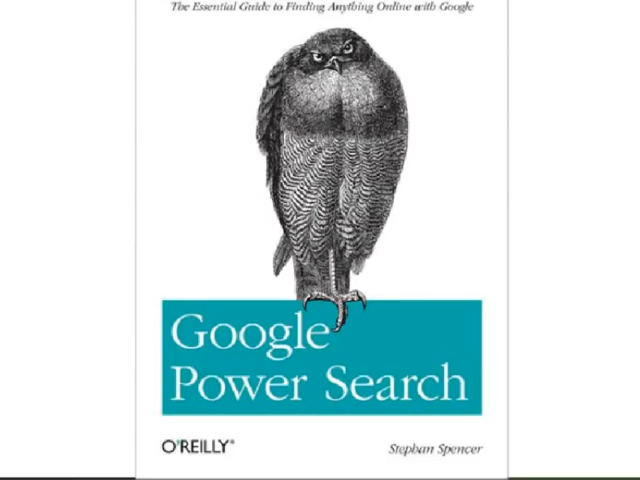 The Essential Guide to Finding Anything Online with Google
Google
Power Search
O'REILLY®
Stephan Spencer